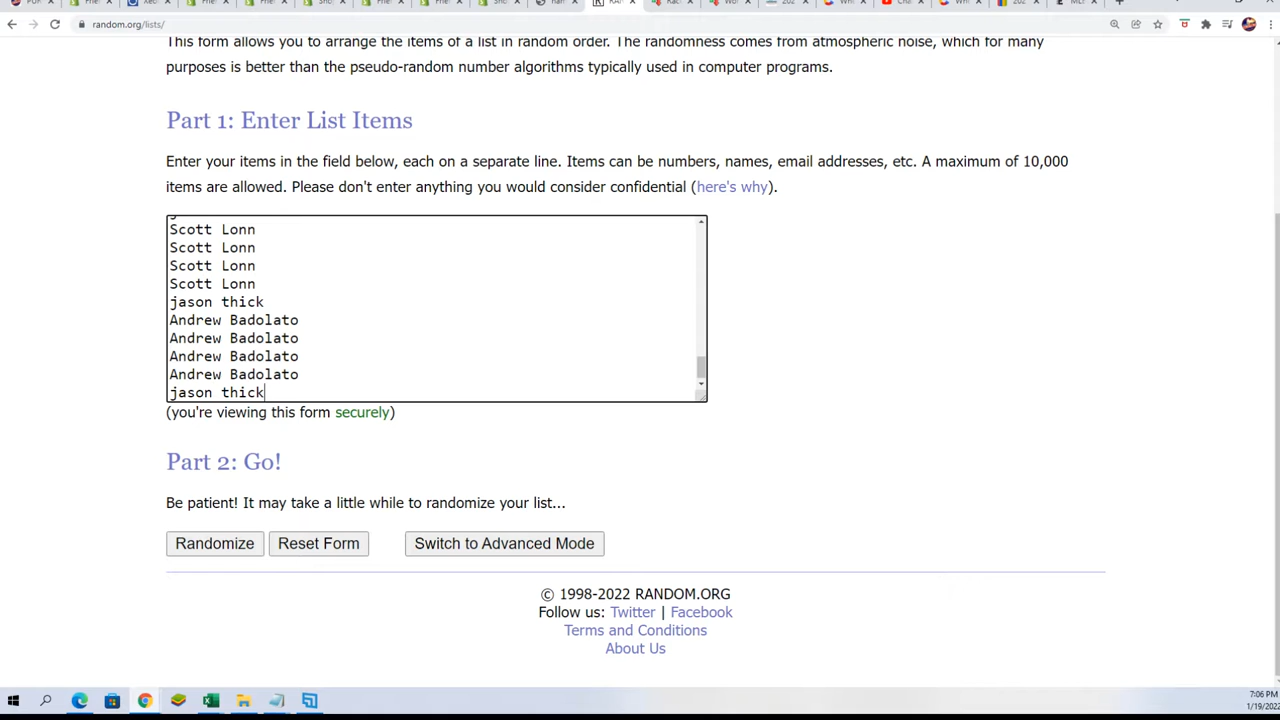 random.org/lists/
This form allows you to arrange the items of a list in random order. The randomness comes from atmospheric noise, which for many
purposes is better than the pseudo-random number algorithms typically used in computer programs.
Part 1: Enter List Items
Enter your items in the field below, each on a separate line. Items can be numbers, names, email addresses, etc. A maximum of 10,000
items are allowed. Please don't enter anything you would consider confidential (here's why).
Scott Lonn
Scott Lonn
Scott Lonn
Scott Lonn
jason thick
Andrew Badolato
Andrew Badolato
Andrew Badolato
Andrew Badolato
jason thick
(you're viewing this form securely)
Part 2: Go!
Be patient! It may take a little while to randomize your list...
Randomize Reset Form Switch to Advanced Mode
© 1998-2022 RANDOM.ORG
Follow us: Twitter | Facebook
Terms and Conditions
About Us
7:06 PM
1/19/2022